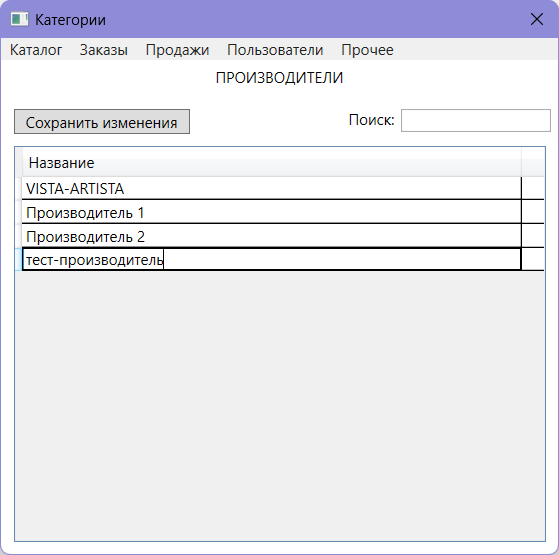 Категории
Каталог Заказы Продажи Пользователи Прочее
ПРОИЗВОДИТЕЛИ
Сохранить изменения Поиск:
Название
VISTA-ARTISTA
Производитель 1
Производитель 2
тест-производитель